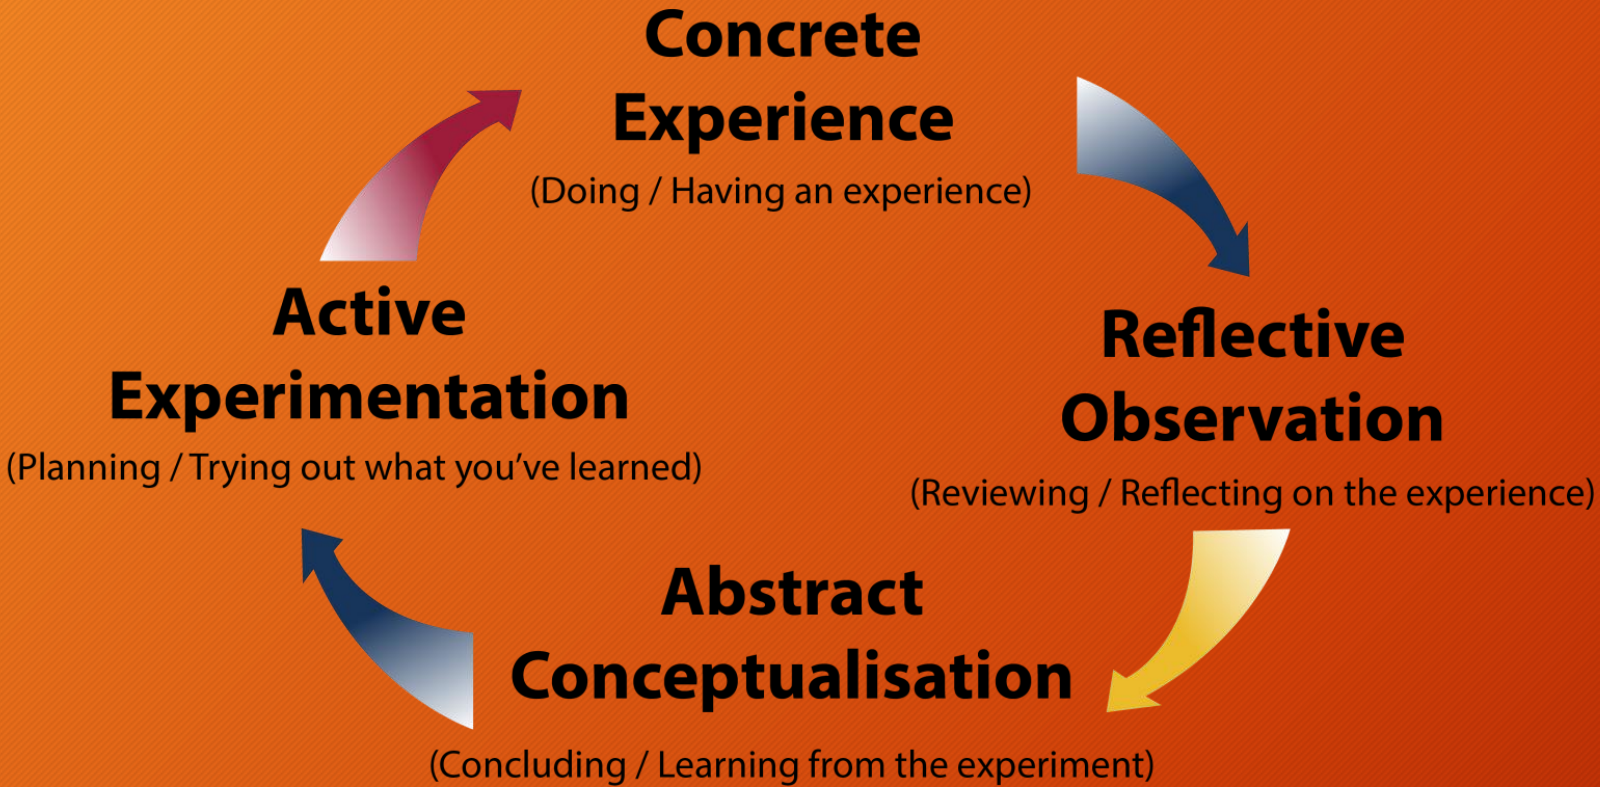 Concrete
Experience
(Doing / Having an experience)
Reflective
Observation
(Reviewing / Reflecting on the experience)
Abstract
Conceptualisation
(Concluding / Learning from the experiment)
Active
Experimentation
(Planning / Trying out what you’ve learned)